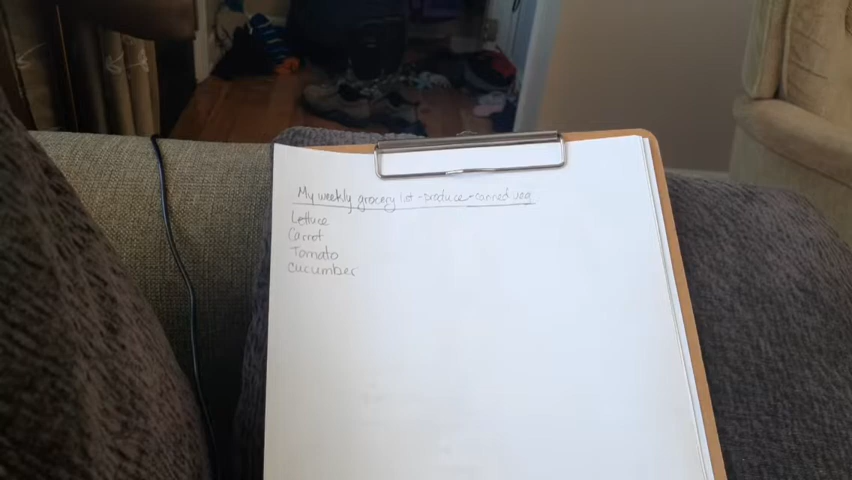 My weekly grocery list - produce - canned veg
Lettuce
Carrot
Tomato
cucumber